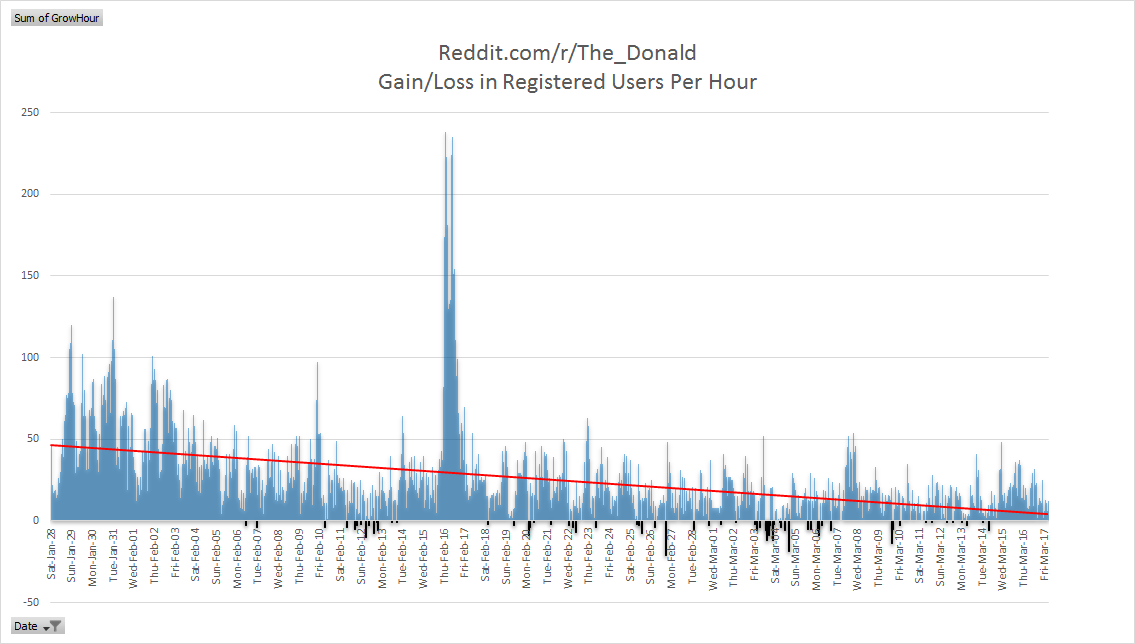 Sum of GrowHour
Reddit.com/r/The_Donald
Gain/Loss in Registered Users Per Hour
250
200
150
100
50
0
-50
Sat-Jan-28
Sun-Jan-29
Mon-Jan-30
Tue-Jan-31
Wed-Feb-01
Thu-Feb-02
Fri-Feb-03
Sat-Feb-04
Sun-Feb-05
Mon-Feb-06
Tue-Feb-07
Wed-Feb-08
Thu-Feb-09
Fri-Feb-10
Sat-Feb-11
Sun-Feb-12
Mon-Feb-13
Tue-Feb-14
Wed-Feb-15
Thu-Feb-16
Fri-Feb-17
Sat-Feb-18
Sun-Feb-19
Mon-Feb-20
Tue-Feb-21
Wed-Feb-22
Thu-Feb-23
Fri-Feb-24
Sat-Feb-25
Sun-Feb-26
Mon-Feb-27
Tue-Feb-28
Wed-Mar-01
Thu-Mar-02
Fri-Mar-03
Sat-Mar-04
Sun-Mar-05
Mon-Mar-06
Tue-Mar-07
Wed-Mar-08
Thu-Mar-09
Fri-Mar-10
Sat-Mar-11
Sun-Mar-12
Mon-Mar-13
Tue-Mar-14
Wed-Mar-15
Thu-Mar-16
Fri-Mar-17
Date